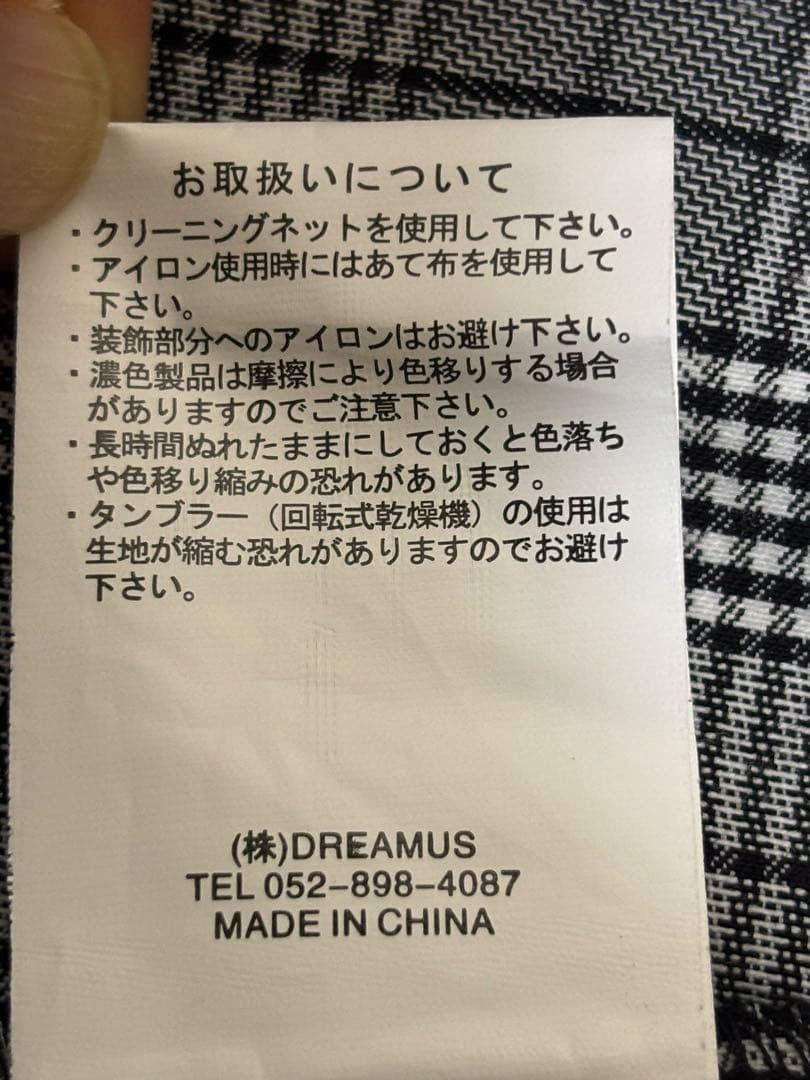 お取扱いについて
・クリーニングネットを使用して下さい。
・アイロン使用時にはあて布を使用して
下さい。
・装飾部分へのアイロンはお避け下さい。
・濃色製品は摩擦により色移りする場合
がありますのでご注意下さい。
・長時間ぬれたままにしておくと色落ち
や色移り縮みの恐れがあります。
・タンブラー（回転式乾燥機）の使用は
生地が縮む恐れがありますのでお避け
下さい。
(株)DREAMUS
TEL 052−898−4087
MADE IN CHINA